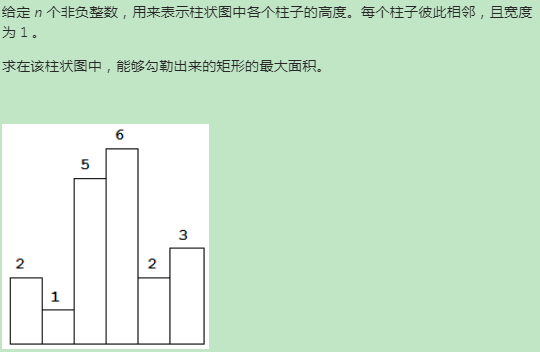 给定 n 个非负整数，用来表示柱状图中各个柱子的高度。每个柱子彼此相邻，且宽度
为 1 。
求在该柱状图中，能够勾勒出来的矩形的最大面积。
6
5
3
2
2
1